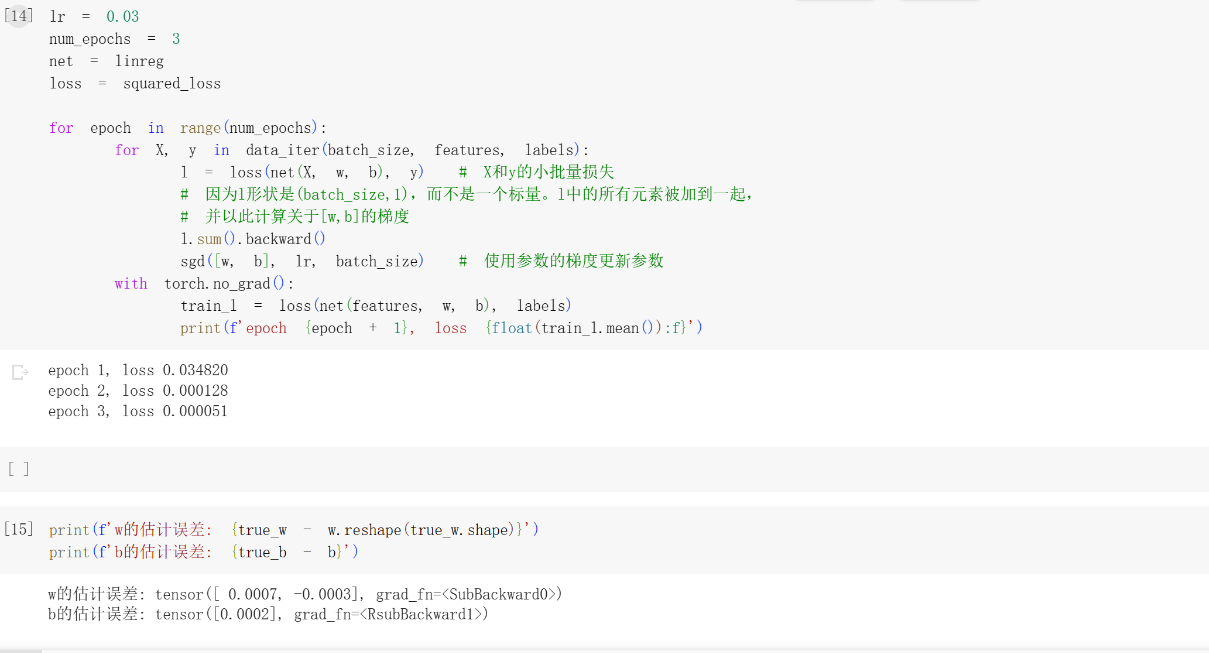 [14] lr = 0.03
num_epochs = 3
net = linreg
loss = squared_loss
for epoch in range(num_epochs):
for X, y in data_iter(batch_size, features, labels):
l = loss(net(X, w, b), y) # X和y的小批量损失
# 因为l形状是(batch_size,1)，而不是一个标量。l中的所有元素被加到一起，
# 并以此计算关于[w,b]的梯度
l.sum().backward()
sgd([w, b], lr, batch_size) # 使用参数的梯度更新参数
with torch.no_grad():
train_l = loss(net(features, w, b), labels)
print(f'epoch {epoch + 1}, loss {float(train_l.mean()):f}')
epoch 1, loss 0.034820
epoch 2, loss 0.000128
epoch 3, loss 0.000051
[ ]
[15] print(f'w的估计误差: {true_w - w.reshape(true_w.shape)}')
print(f'b的估计误差: {true_b - b}')
w的估计误差: tensor([ 0.0007, -0.0003], grad_fn=<SubBackward0>)
b的估计误差: tensor([0.0002], grad_fn=<RsubBackward1>)